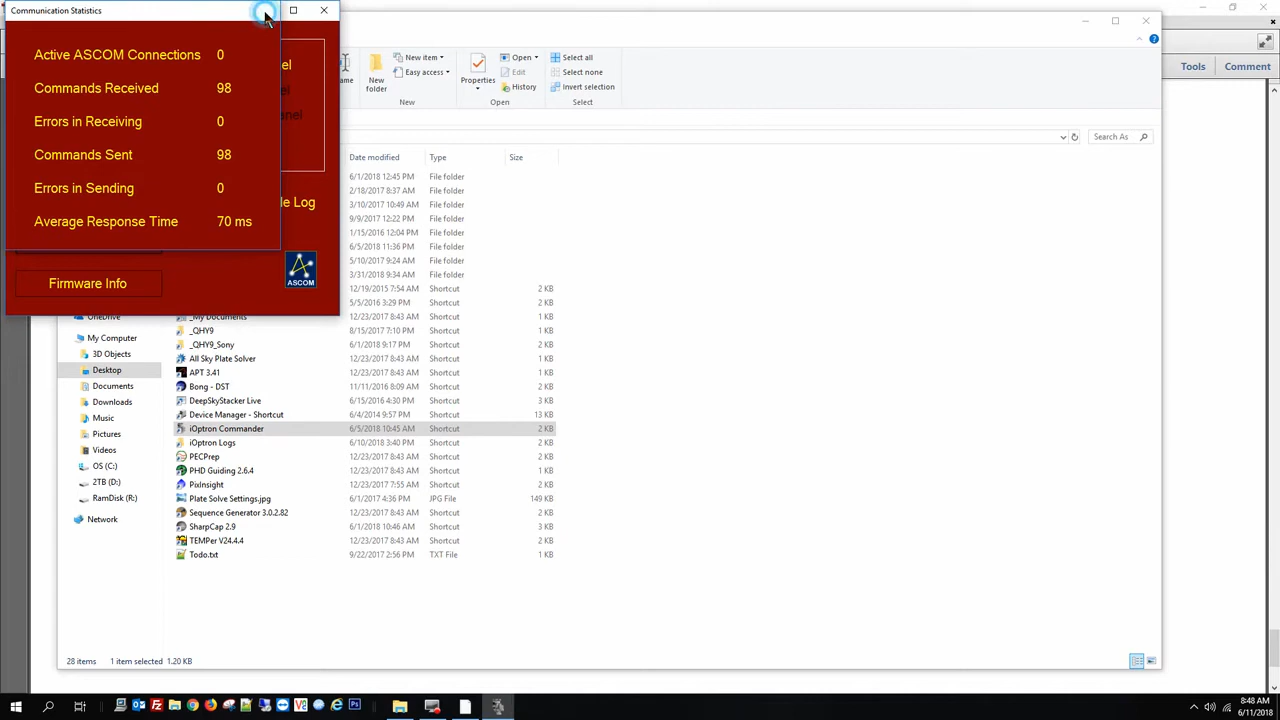 Communication Statistics
Active ASCOM Connections 0
Commands Received 98
Errors in Receiving 0
Commands Sent 98
Errors in Sending 0
Average Response Time 70 ms
Firmware Info
ASCOM
New folder
New item
Easy access
New
Properties
Open
Edit
History
Open
Select all
Select none
Invert selection
Select
Tools
Comment
Search As
Date modified Type Size
6/1/2018 12:45 PM File folder
2/18/2017 8:37 AM File folder
3/10/2017 10:49 AM File folder
9/9/2017 12:22 PM File folder
1/15/2016 12:04 PM File folder
6/5/2018 11:36 PM File folder
5/10/2017 9:24 AM File folder
3/31/2018 9:34 AM File folder
12/19/2015 7:54 AM Shortcut 2 KB
5/5/2016 3:29 PM Shortcut 2 KB
_My Documents 12/23/2017 8:43 AM Shortcut 1 KB
_QHY9 8/15/2017 7:10 PM Shortcut 1 KB
_QHY9_Sony 6/1/2018 9:17 PM Shortcut 1 KB
All Sky Plate Solver 12/23/2017 8:43 AM Shortcut 1 KB
APT 3.41 12/23/2017 8:43 AM Shortcut 1 KB
Bong - DST 11/11/2016 8:09 AM Shortcut 2 KB
DeepSkyStacker Live 6/15/2016 4:30 PM Shortcut 3 KB
Device Manager - Shortcut 6/4/2014 9:57 PM Shortcut 13 KB
iOptron Commander 6/5/2018 10:45 AM Shortcut 2 KB
iOptron Logs 6/10/2018 3:40 PM Shortcut 2 KB
PECPrep 12/23/2017 8:43 AM Shortcut 2 KB
PHD Guiding 2.6.4 12/23/2017 8:43 AM Shortcut 1 KB
PixInsight 12/23/2017 7:55 AM Shortcut 2 KB
Plate Solve Settings.jpg 6/1/2017 4:36 PM JPG File 149 KB
Sequence Generator 3.0.2.82 12/23/2017 8:43 AM Shortcut 2 KB
SharpCap 2.9 6/1/2018 10:46 AM Shortcut 3 KB
TEMPer V24.4.4 12/23/2017 8:43 AM Shortcut 2 KB
Todo.txt 9/22/2017 2:56 PM TXT File 1 KB
OneDrive
My Computer
3D Objects
Desktop
Documents
Downloads
Music
Pictures
Videos
OS (C:)
2TB (D:)
RamDisk (R:)
Network
28 items 1 item selected 1.20 KB
8:48 AM
6/11/2018